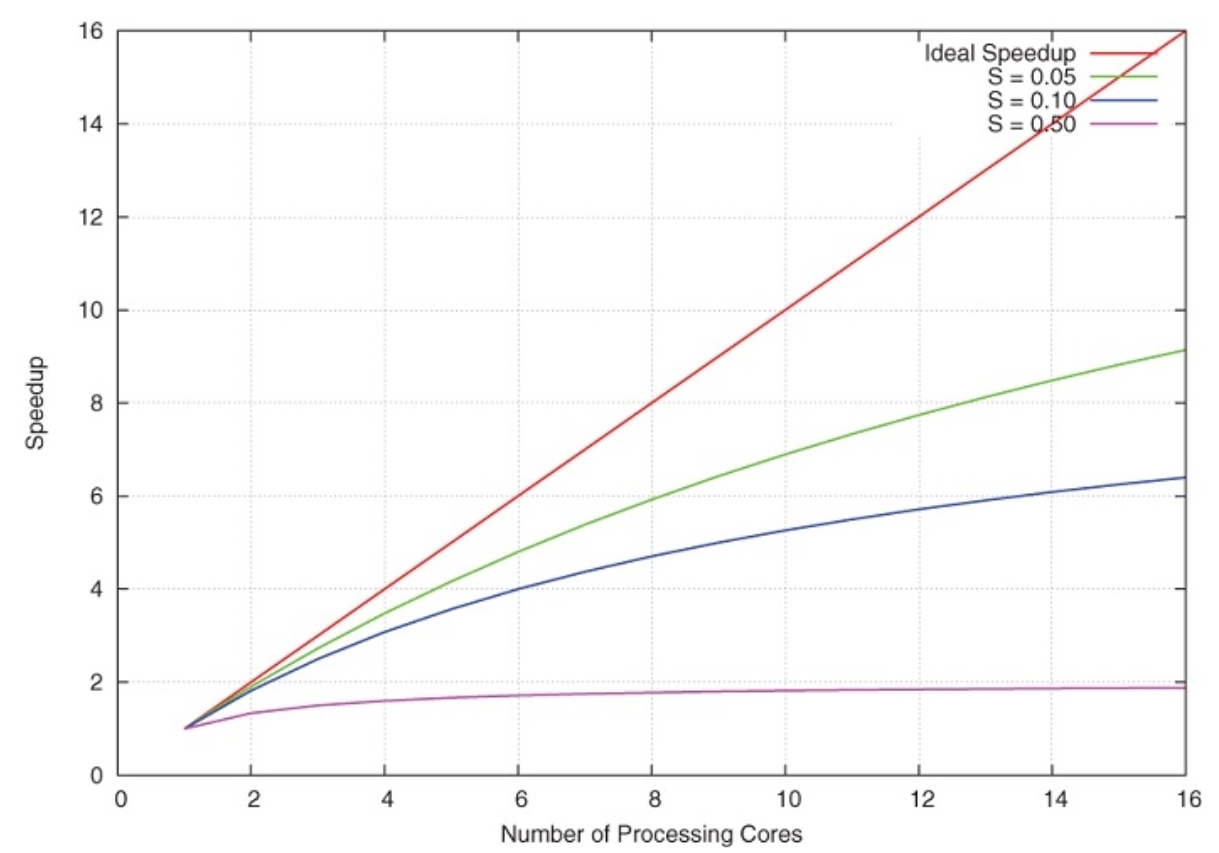 16
14
12
10
8
6
4
2
0
Speedup
Ideal Speedup
S = 0.05
S = 0.10
S = 0.50
0 2 4 6 8 10 12 14 16
Number of Processing Cores